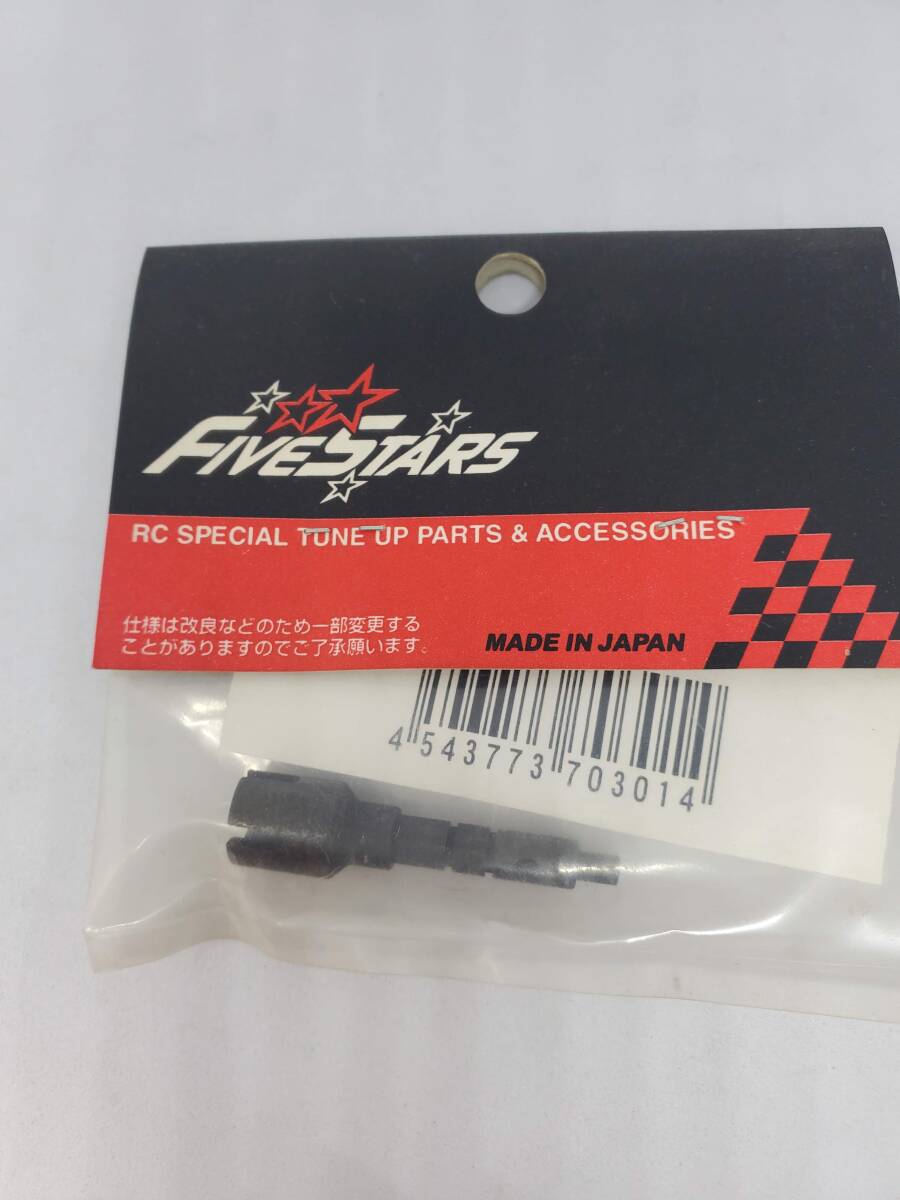 FIVESTARS
RC SPECIAL TUNE UP PARTS & ACCESSORIES
仕様は改良などのため一部変更する
ことがありますのでご了承願います。
MADE IN JAPAN
4 543773 703014